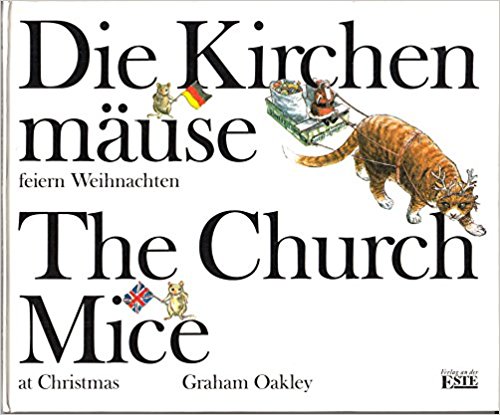 Die Kirchen
mäuse
feiern Weihnachten
The Church
Mice
at Christmas Graham Oakley
Verlag an der
ESTE